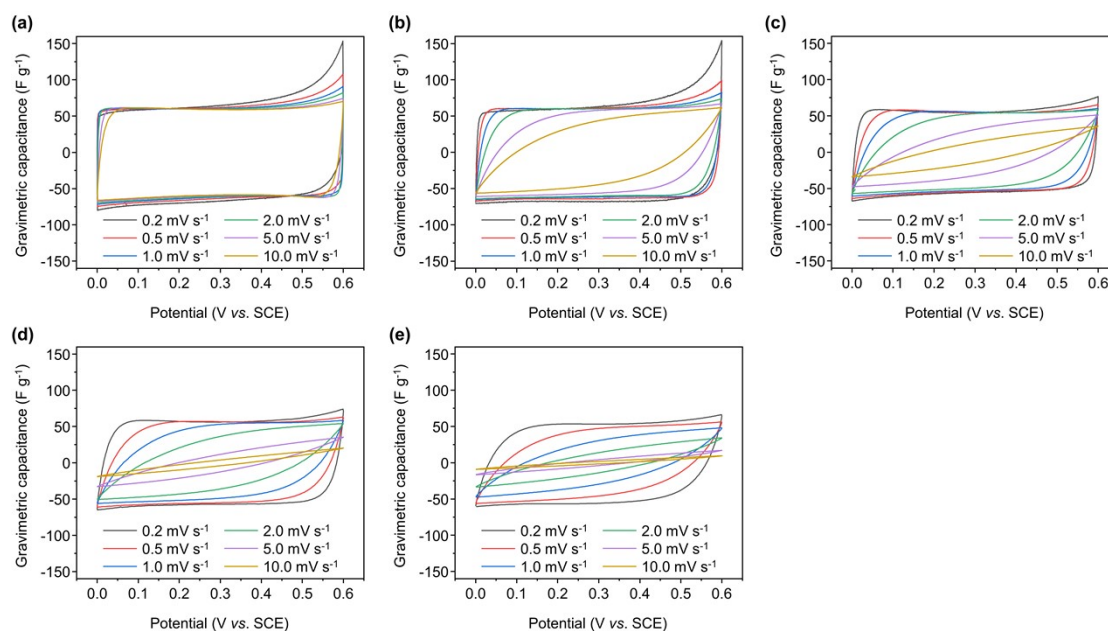 (a)
Gravimetric capacitance (F g⁻¹)
150
100
50
0
-50
-100
-150
0.2 mV s⁻¹ 2.0 mV s⁻¹
0.5 mV s⁻¹ 5.0 mV s⁻¹
1.0 mV s⁻¹ 10.0 mV s⁻¹
0.0 0.1 0.2 0.3 0.4 0.5 0.6
Potential (V vs. SCE)
(b)
Gravimetric capacitance (F g⁻¹)
150
100
50
0
-50
-100
-150
0.2 mV s⁻¹ 2.0 mV s⁻¹
0.5 mV s⁻¹ 5.0 mV s⁻¹
1.0 mV s⁻¹ 10.0 mV s⁻¹
0.0 0.1 0.2 0.3 0.4 0.5 0.6
Potential (V vs. SCE)
(c)
Gravimetric capacitance (F g⁻¹)
150
100
50
0
-50
-100
-150
0.2 mV s⁻¹ 2.0 mV s⁻¹
0.5 mV s⁻¹ 5.0 mV s⁻¹
1.0 mV s⁻¹ 10.0 mV s⁻¹
0.0 0.1 0.2 0.3 0.4 0.5 0.6
Potential (V vs. SCE)
(d)
Gravimetric capacitance (F g⁻¹)
150
100
50
0
-50
-100
-150
0.2 mV s⁻¹ 2.0 mV s⁻¹
0.5 mV s⁻¹ 5.0 mV s⁻¹
1.0 mV s⁻¹ 10.0 mV s⁻¹
0.0 0.1 0.2 0.3 0.4 0.5 0.6
Potential (V vs. SCE)
(e)
Gravimetric capacitance (F g⁻¹)
150
100
50
0
-50
-100
-150
0.2 mV s⁻¹ 2.0 mV s⁻¹
0.5 mV s⁻¹ 5.0 mV s⁻¹
1.0 mV s⁻¹ 10.0 mV s⁻¹
0.0 0.1 0.2 0.3 0.4 0.5 0.6
Potential (V vs. SCE)